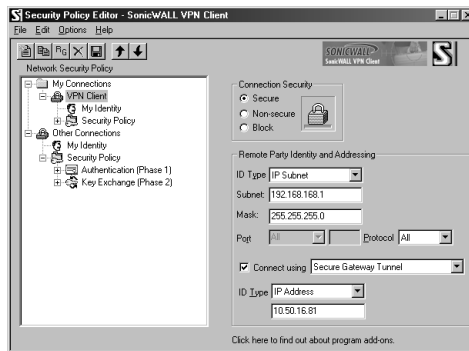 Security Policy Editor - SonicWALL VPN Client
File Edit Options Help
Network Security Policy
SONICWALL
SonicWALL VPN Client
S
My Connections
VPN Client
My Identity
Security Policy
Other Connections
My Identity
Security Policy
Authentication (Phase 1)
Key Exchange (Phase 2)
Connection Security
Secure
Non-secure
Block
Remote Party Identity and Addressing
ID Type IP Subnet
Subnet: 192.168.168.1
Mask: 255.255.255.0
Port All Protocol All
Connect using Secure Gateway Tunnel
ID Type IP Address
10.50.16.81
Click here to find out about program add-ons.